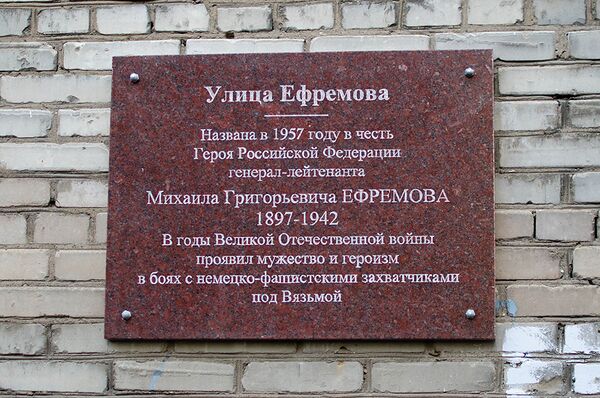 Улица Ефремова
Названа в 1957 году в честь
Героя Российской Федерации
генерал-лейтенанта
Михаила Григорьевича ЕФРЕМОВА
1897-1942
В годы Великой Отечественной войны
проявил мужество и героизм
в боях с немецко-фашистскими захватчиками
под Вязьмой